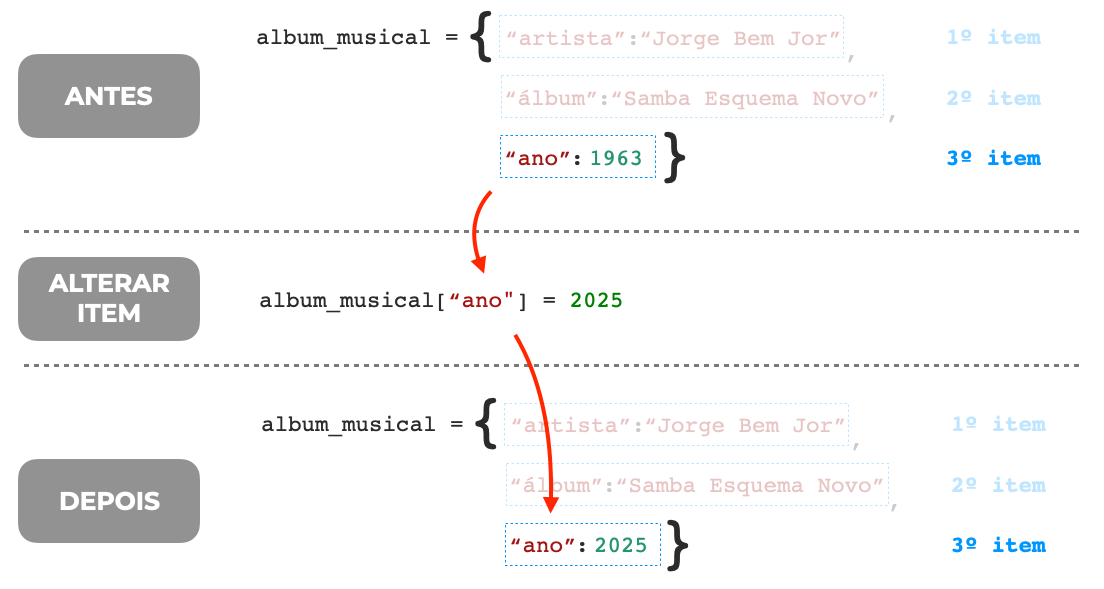 album_musical = { “artista”:“Jorge Bem Jor”, 1º item
ANTES
“álbum”:“Samba Esquema Novo”, 2º item
“ano”: 1963 } 3º item
ALTERAR
ITEM
album_musical[“ano"] = 2025
album_musical = { “artista”:“Jorge Bem Jor”, 1º item
“álbum”:“Samba Esquema Novo”, 2º item
DEPOIS
“ano”: 2025 } 3º item